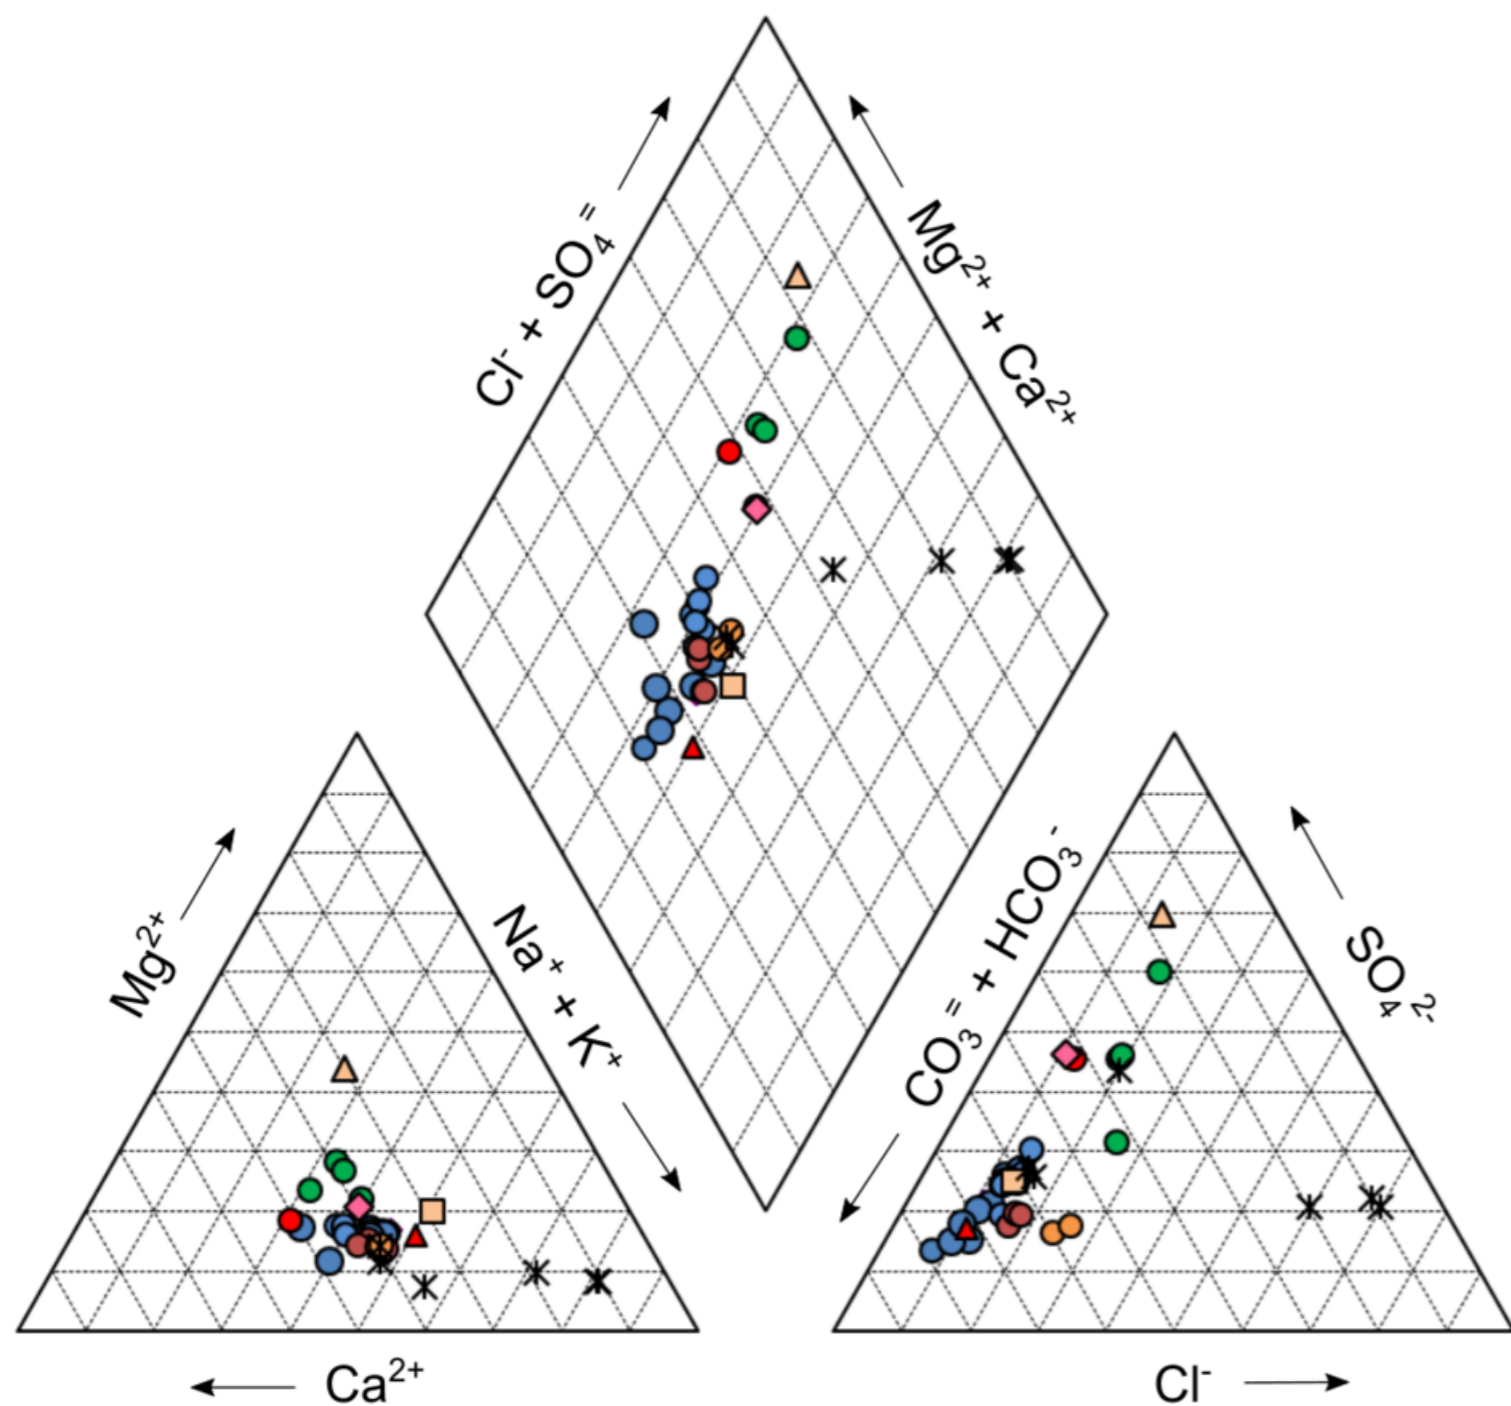 Cl⁻ + SO₄⁼
Mg²⁺ + Ca²⁺
Mg²⁺
Na⁺ + K⁺
CO₃⁼ + HCO₃⁻
SO₄²⁻
Ca²⁺
Cl⁻